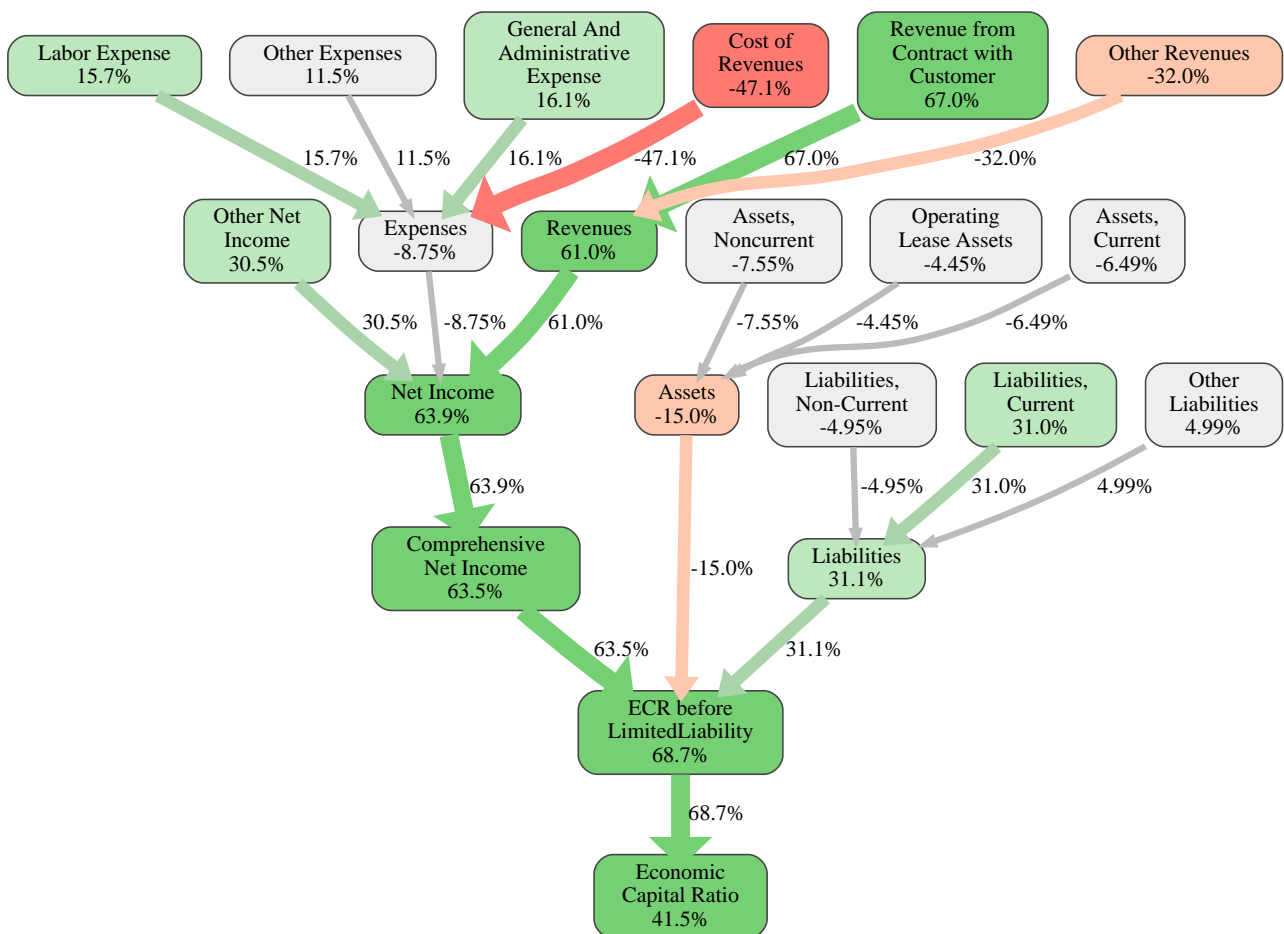 Labor Expense
15.7%
Other Expenses
11.5%
General And
Administrative
Expense
16.1%
Cost of
Revenues
-47.1%
Revenue from
Contract with
Customer
67.0%
Other Revenues
-32.0%
15.7%
11.5%
16.1%
-47.1%
67.0%
-32.0%
Other Net
Income
30.5%
Expenses
-8.75%
Revenues
61.0%
Assets,
Noncurrent
-7.55%
Operating
Lease Assets
-4.45%
Assets,
Current
-6.49%
30.5%
-8.75%
61.0%
-7.55%
-4.45%
-6.49%
Net Income
63.9%
Assets
-15.0%
Liabilities,
Non-Current
-4.95%
Liabilities,
Current
31.0%
Other
Liabilities
4.99%
63.9%
-4.95%
31.0%
4.99%
Comprehensive
Net Income
63.5%
-15.0%
Liabilities
31.1%
63.5%
31.1%
ECR before
LimitedLiability
68.7%
68.7%
Economic
Capital Ratio
41.5%